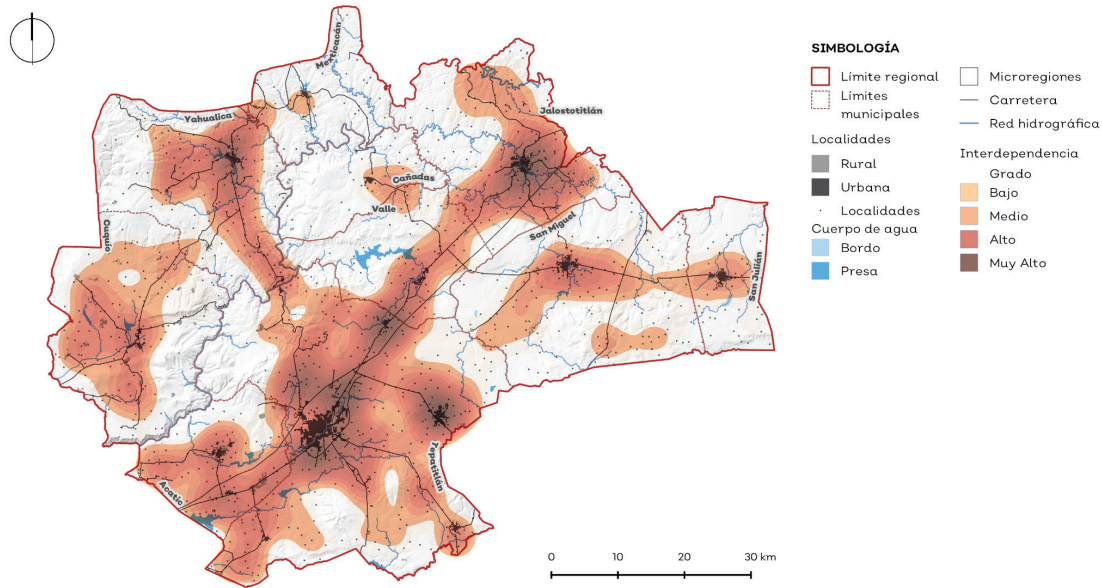 Mexticacán
Yahualica
Jalostotitlán
Cañadas
Valle
San Miguel
Cuquío
San Julián
Tepatitlán
Acatic
0 10 20 30 km
SIMBOLOGÍA
Límite regional
Límites
municipales
Localidades
Rural
Urbana
Localidades
Cuerpo de agua
Bordo
Presa
Microregiones
Carretera
Red hidrográfica
Interdependencia
Grado
Bajo
Medio
Alto
Muy Alto